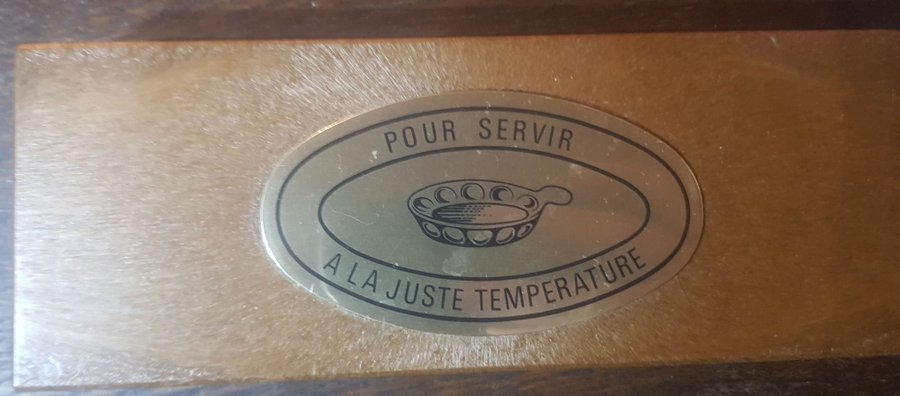 POUR SERVIR
A LA JUSTE TEMPERATURE